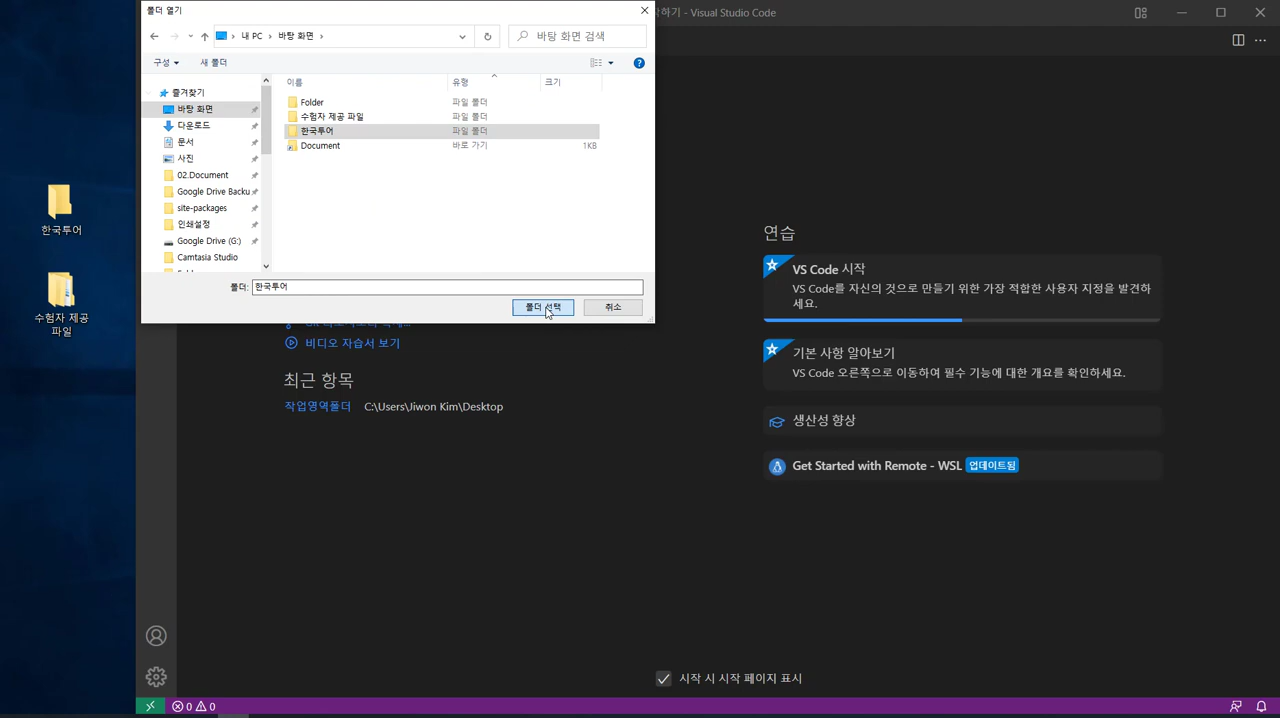 폴더 열기
작하기 - Visual Studio Code
내 PC
바탕 화면
바탕 화면 검색
구성
새 폴더
이름
유형
크기
즐겨찾기
바탕 화면
다운로드
문서
사진
02.Document
Google Drive Backu
site-packages
인쇄설정
Google Drive (G:)
Camtasia Studio
Folder
파일 폴더
수험자 제공 파일
파일 폴더
한국투어
파일 폴더
Document
바로 가기
1KB
폴더:
한국투어
폴더 선택
취소
한국투어
수험자 제공
파일
비디오 자습서 보기
최근 항목
작업영역폴더
C:\Users\Jiwon Kim\Desktop
연습
VS Code 시작
VS Code를 자신의 것으로 만들기 위한 가장 적합한 사용자 지정을 발견하
세요.
기본 사항 알아보기
VS Code 오른쪽으로 이동하여 필수 기능에 대한 개요를 확인하세요.
생산성 향상
Get Started with Remote - WSL
업데이트됨
시작 시 시작 페이지 표시
0
0